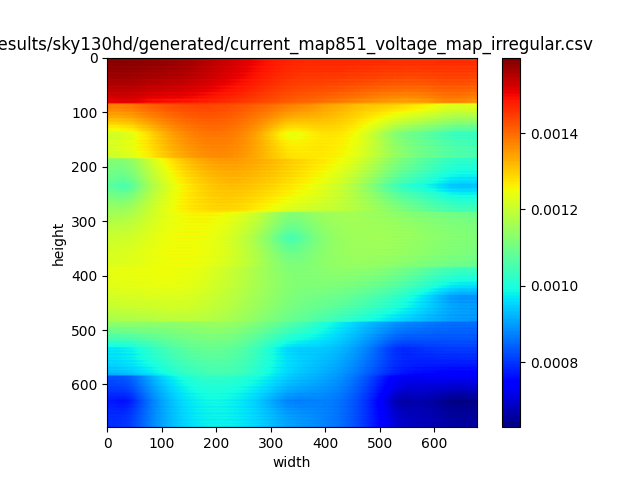 esults/sky130hd/generated/current_map851_voltage_map_irregular.csv
0
100
200
300
400
500
600
height
0 100 200 300 400 500 600
width
0.0014
0.0012
0.0010
0.0008